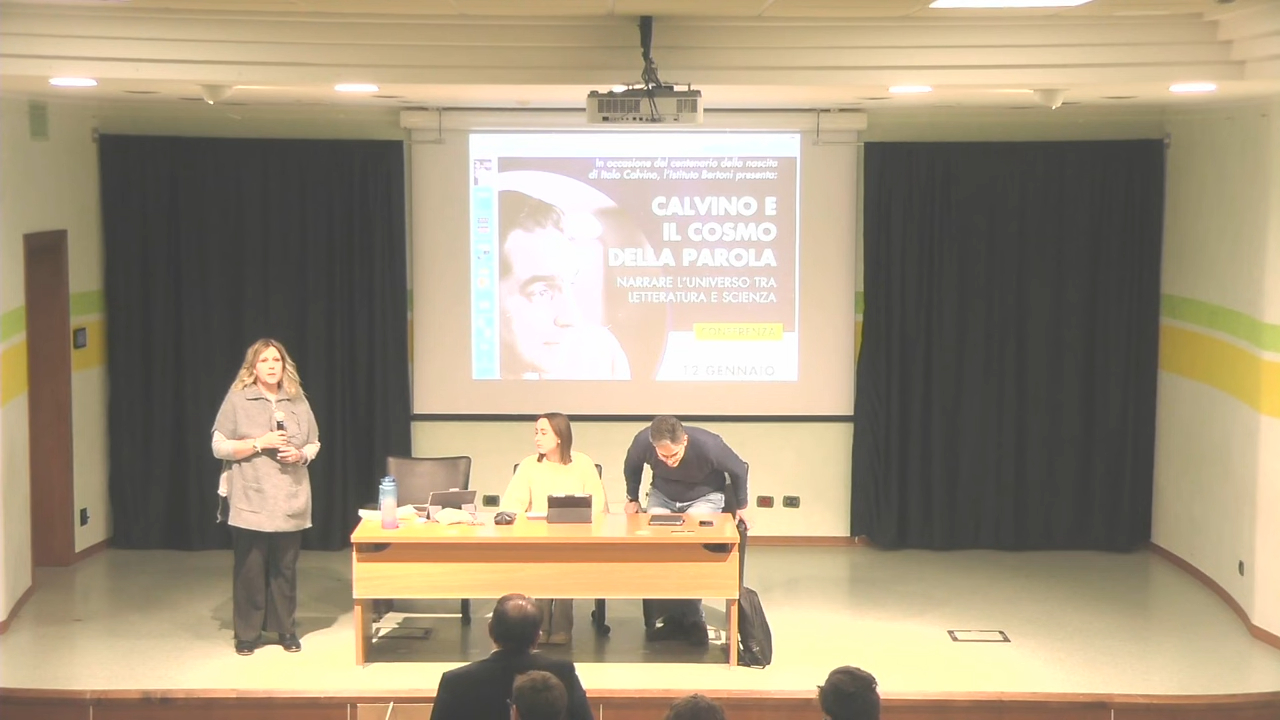 In occasione del centenario della nascita
di Italo Calvino, l'Istituto Bertoni presenta:
CALVINO E
IL COSMO
DELLA PAROLA
NARRARE L'UNIVERSO TRA
LETTERATURA E SCIENZA
CONFERENZA
12 GENNAIO